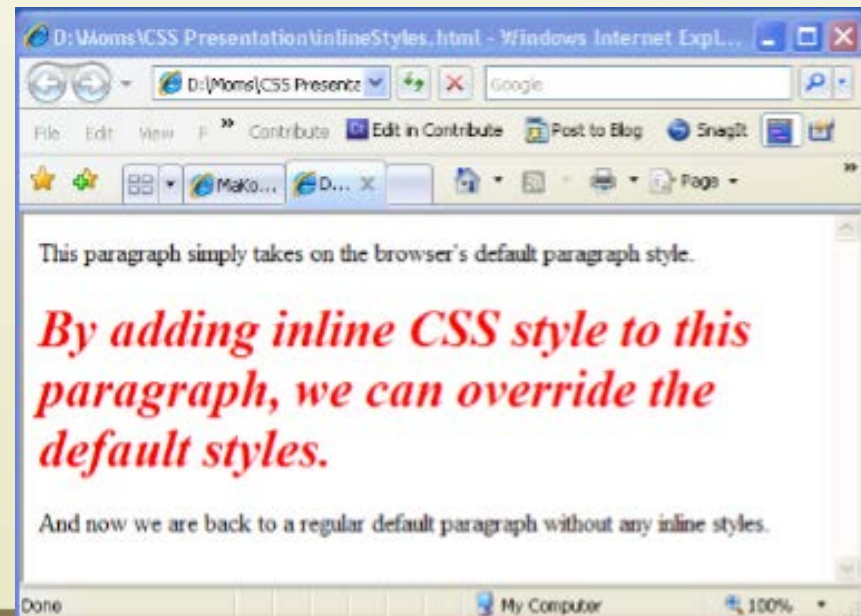 D:\Moms\CSS Presentation\inlineStyles.html - Windows Internet Expl...
D:\Moms\CSS Presenta
Google
File Edit View F » Contribute Edit in Contribute Post to Blog SnagIt
MaKo... D... Page
This paragraph simply takes on the browser's default paragraph style.
By adding inline CSS style to this
paragraph, we can override the
default styles.
And now we are back to a regular default paragraph without any inline styles.
Done My Computer 100%